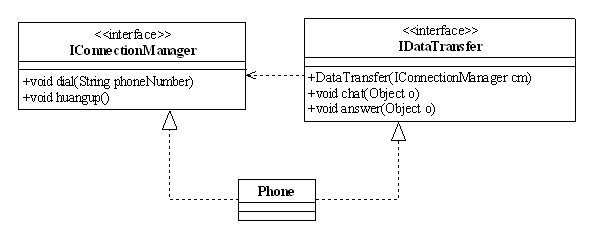 <<interface>>
IConnectionManager
+void dial(String phoneNumber)
+void huangup()
<<interface>>
IDataTransfer
+DataTransfer(IConnectionManager cm)
+void chat(Object o)
+void answer(Object o)
Phone